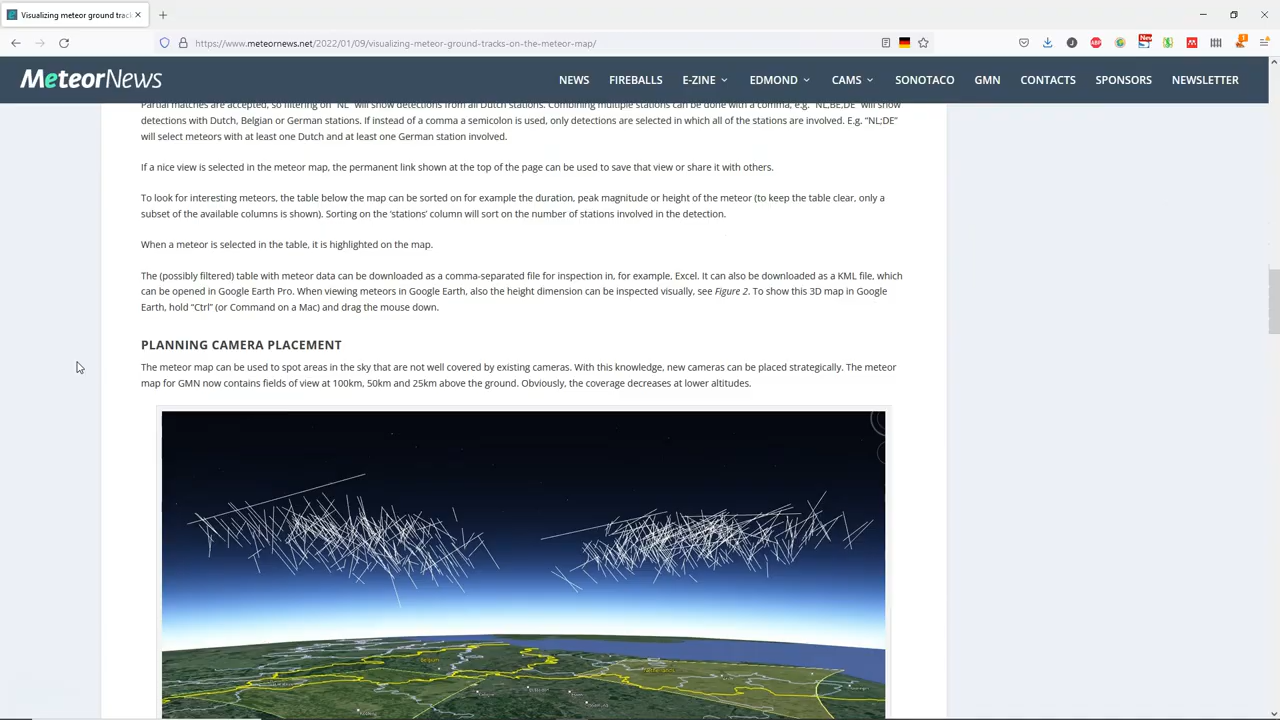 Visualizing meteor ground trac
https://www.meteornews.net/2022/01/09/visualising-meteor-ground-tracks-on-the-meteor-map/
New
ABP
MeteorNews
NEWS FIREBALLS E-ZINE EDMOND CAMS SONOTACO GMN CONTACTS SPONSORS NEWSLETTER
Partial matches are accepted, so filtering on "NL" will show detections from all Dutch stations. Combining multiple stations can be done with a comma, e.g. "NL,BE,DE" will show
detections with Dutch, Belgian or German stations. If instead of a comma a semicolon is used, only detections are selected in which all of the stations are involved. E.g. "NL;DE"
will select meteors with at least one Dutch and at least one German station involved.
If a nice view is selected in the meteor map, the permanent link shown at the top of the page can be used to save that view or share it with others.
To look for interesting meteors, the table below the map can be sorted on for example the duration, peak magnitude or height of the meteor (to keep the table clear, only a
subset of the available columns is shown). Sorting on the 'stations' column will sort on the number of stations involved in the detection.
When a meteor is selected in the table, it is highlighted on the map.
The (possibly filtered) table with meteor data can be downloaded as a comma-separated file for inspection in, for example, Excel. It can also be downloaded as a KML file, which
can be opened in Google Earth Pro. When viewing meteors in Google Earth, also the height dimension can be inspected visually, see Figure 2. To show this 3D map in Google
Earth, hold "Ctrl" (or Command on a Mac) and drag the mouse down.
PLANNING CAMERA PLACEMENT
The meteor map can be used to spot areas in the sky that are not well covered by existing cameras. With this knowledge, new cameras can be placed strategically. The meteor
map for GMN now contains fields of view at 100km, 50km and 25km above the ground. Obviously, the coverage decreases at lower altitudes.
Belgium